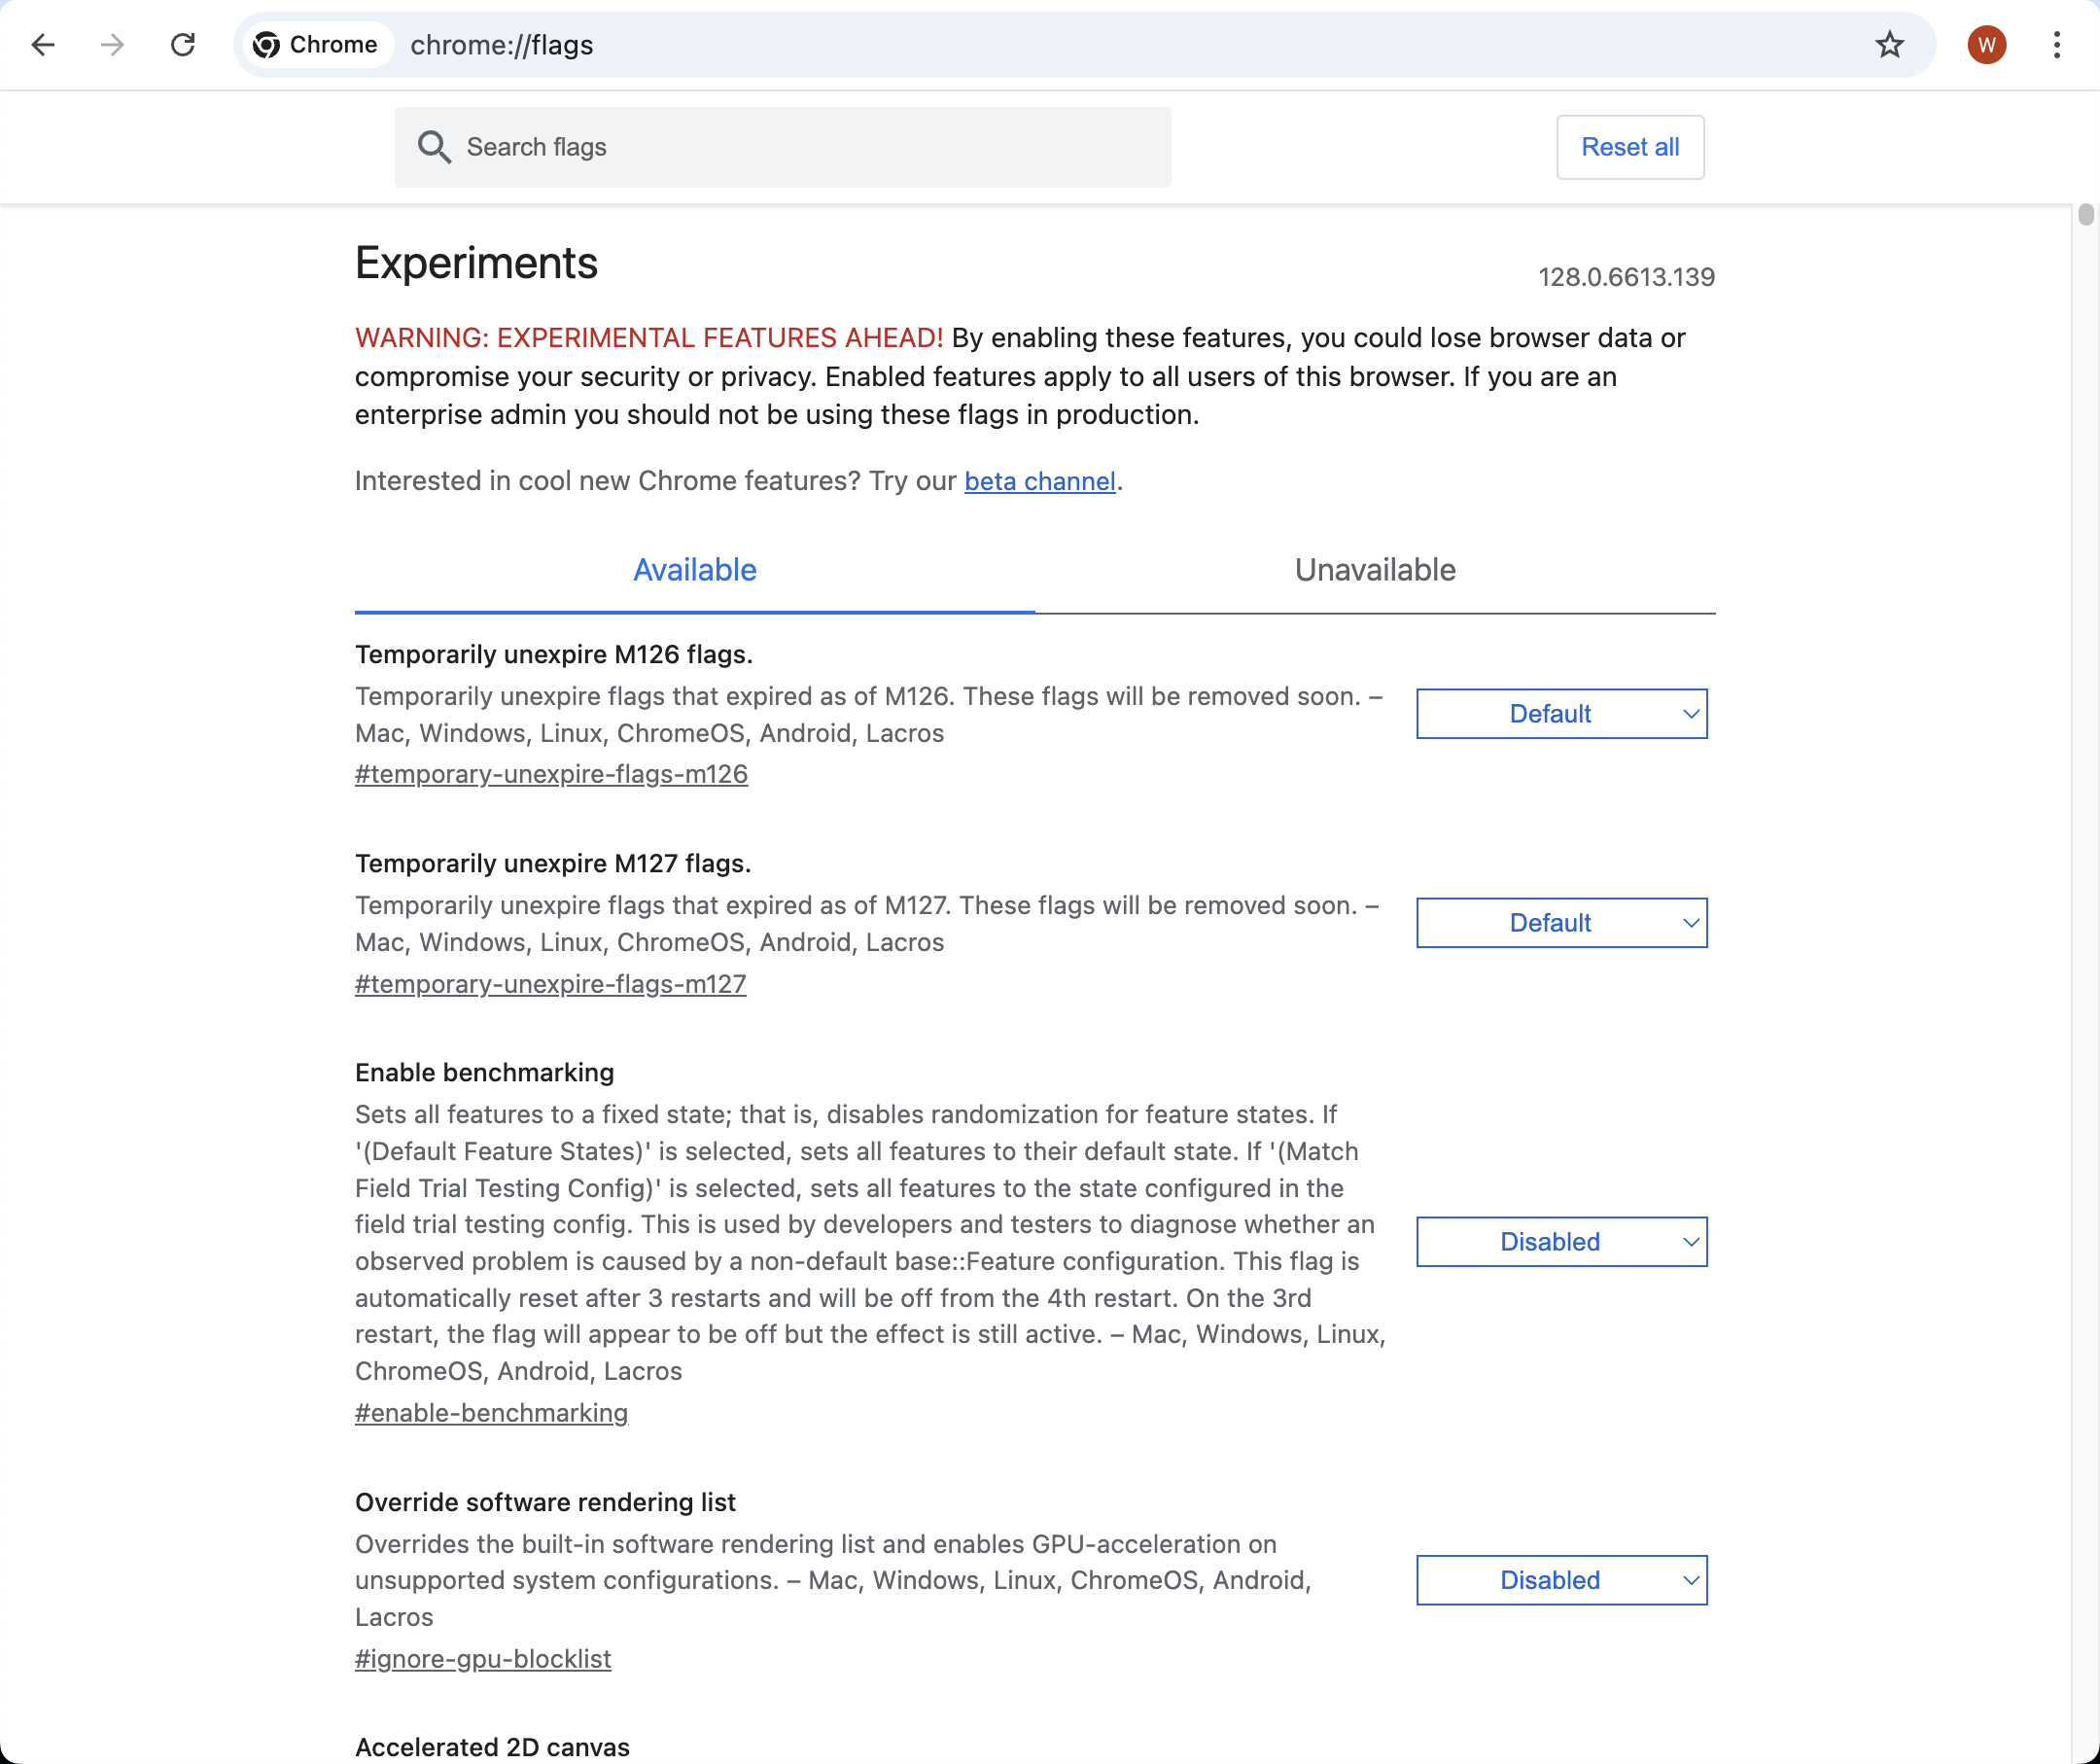 Chrome chrome://flags W
Search flags Reset all
Experiments 128.0.6613.139
WARNING: EXPERIMENTAL FEATURES AHEAD! By enabling these features, you could lose browser data or
compromise your security or privacy. Enabled features apply to all users of this browser. If you are an
enterprise admin you should not be using these flags in production.
Interested in cool new Chrome features? Try our beta channel.
Available Unavailable
Temporarily unexpire M126 flags.
Temporarily unexpire flags that expired as of M126. These flags will be removed soon. –
Mac, Windows, Linux, ChromeOS, Android, Lacros
#temporary-unexpire-flags-m126
Default
Temporarily unexpire M127 flags.
Temporarily unexpire flags that expired as of M127. These flags will be removed soon. –
Mac, Windows, Linux, ChromeOS, Android, Lacros
#temporary-unexpire-flags-m127
Default
Enable benchmarking
Sets all features to a fixed state; that is, disables randomization for feature states. If
'(Default Feature States)' is selected, sets all features to their default state. If '(Match
Field Trial Testing Config)' is selected, sets all features to the state configured in the
field trial testing config. This is used by developers and testers to diagnose whether an
observed problem is caused by a non-default base::Feature configuration. This flag is
automatically reset after 3 restarts and will be off from the 4th restart. On the 3rd
restart, the flag will appear to be off but the effect is still active. – Mac, Windows, Linux,
ChromeOS, Android, Lacros
#enable-benchmarking
Disabled
Override software rendering list
Overrides the built-in software rendering list and enables GPU-acceleration on
unsupported system configurations. – Mac, Windows, Linux, ChromeOS, Android,
Lacros
#ignore-gpu-blocklist
Disabled
Accelerated 2D canvas